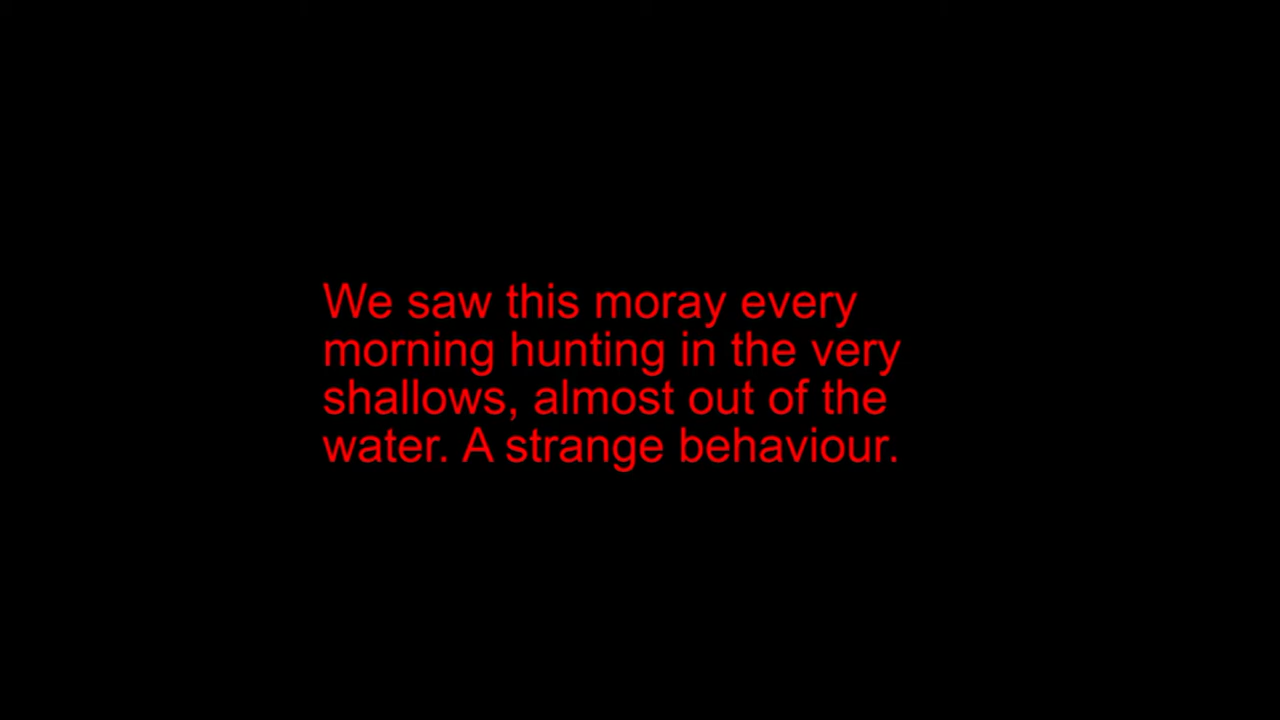 We saw this moray every
morning hunting in the very
shallows, almost out of the
water. A strange behaviour.